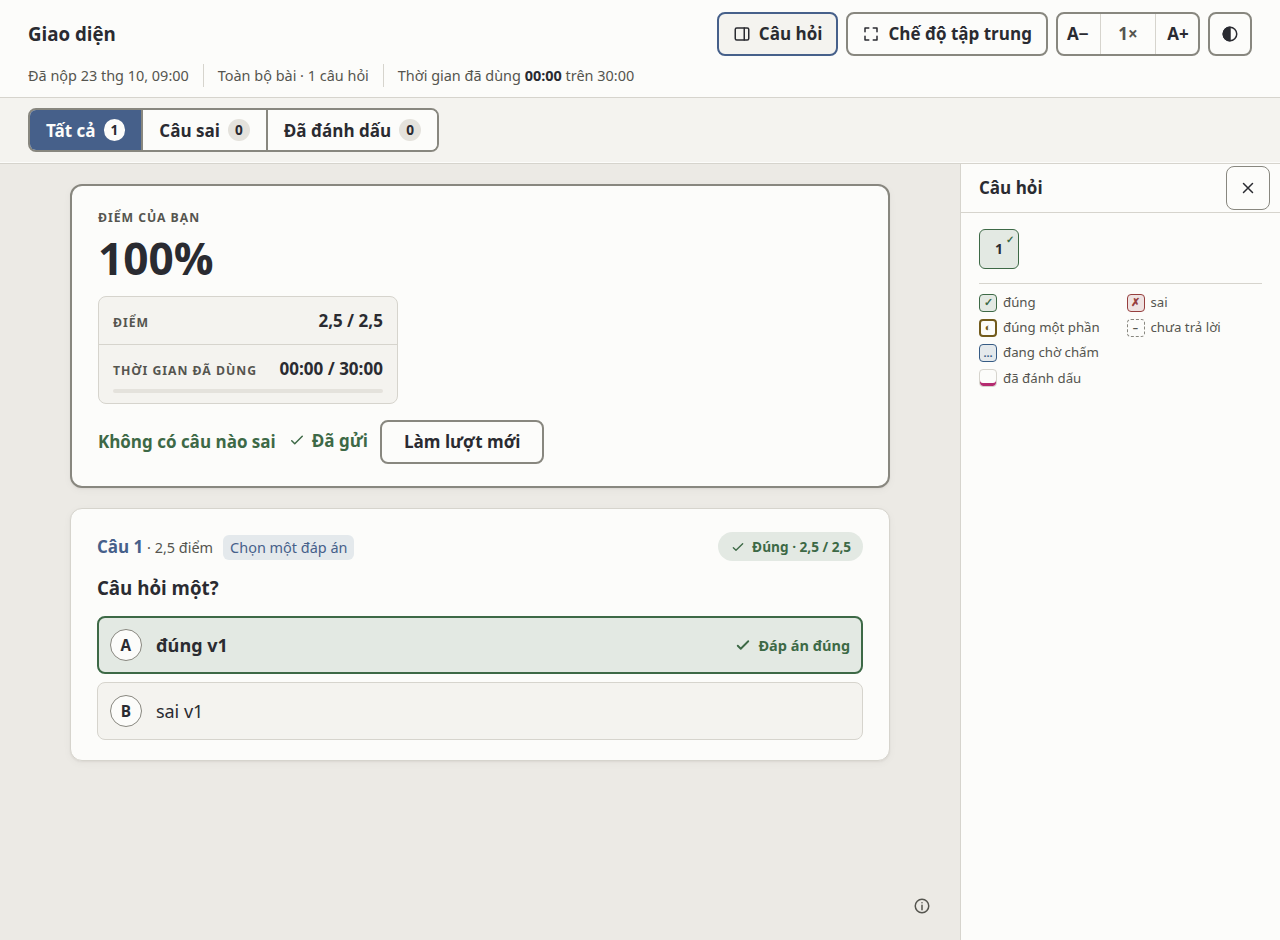 Giao diện
Câu hỏi
Chế độ tập trung
A− 1× A+
Đã nộp 23 thg 10, 09:00
Toàn bộ bài · 1 câu hỏi
Thời gian đã dùng 00:00 trên 30:00
Tất cả 1
Câu sai 0
Đã đánh dấu 0
ĐIỂM CỦA BẠN
100%
ĐIỂM 2,5 / 2,5
THỜI GIAN ĐÃ DÙNG 00:00 / 30:00
Không có câu nào sai ✓ Đã gửi Làm lượt mới
Câu 1 · 2,5 điểm Chọn một đáp án ✓ Đúng · 2,5 / 2,5
Câu hỏi một?
A đúng v1 ✓ Đáp án đúng
B sai v1
Câu hỏi
1 ✓
✓ đúng
✗ sai
đúng một phần
– chưa trả lời
… đang chờ chấm
đã đánh dấu